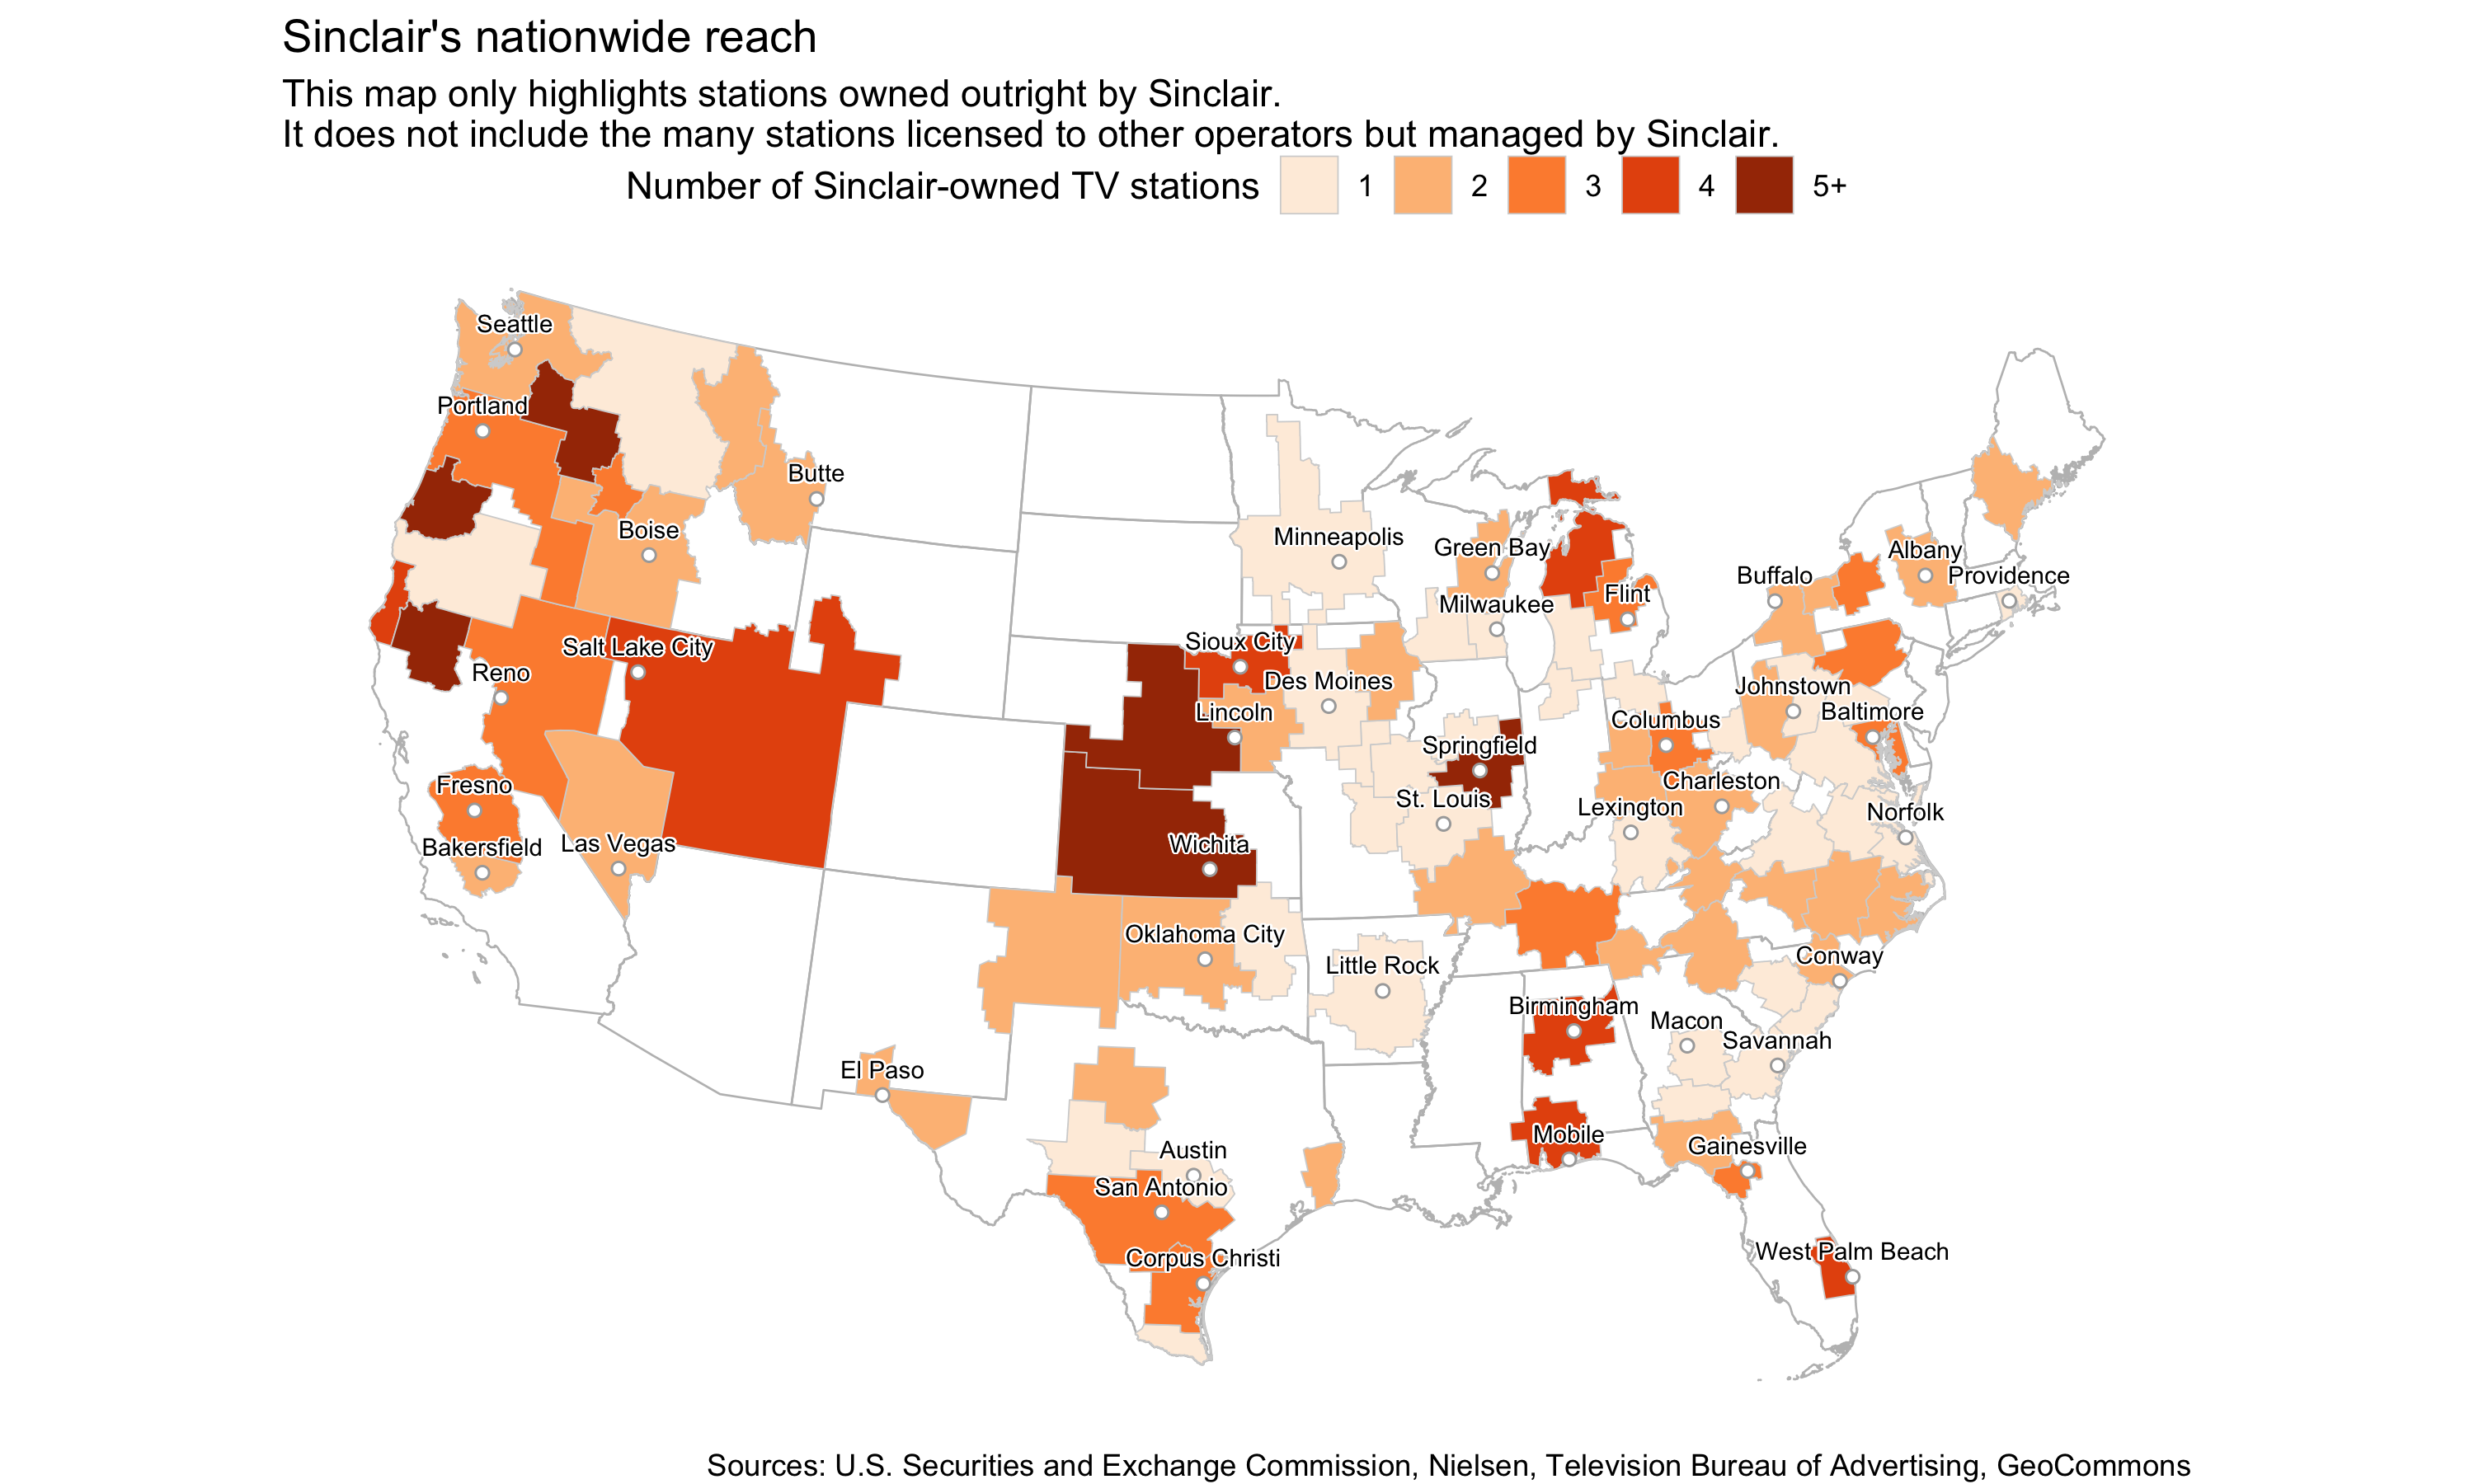 Sinclair's nationwide reach
This map only highlights stations owned outright by Sinclair.
It does not include the many stations licensed to other operators but managed by Sinclair.
Number of Sinclair-owned TV stations 1 2 3 4 5+
Seattle
Portland
Butte
Boise
Minneapolis
Green Bay
Albany
Buffalo
Providence
Flint
Milwaukee
Salt Lake City
Sioux City
Reno
Des Moines
Johnstown
Lincoln
Columbus
Baltimore
Springfield
Fresno
Charleston
St. Louis
Lexington
Norfolk
Bakersfield
Las Vegas
Wichita
Oklahoma City
Little Rock
Conway
Birmingham
Macon
Savannah
El Paso
Mobile
Gainesville
Austin
San Antonio
West Palm Beach
Corpus Christi
Sources: U.S. Securities and Exchange Commission, Nielsen, Television Bureau of Advertising, GeoCommons